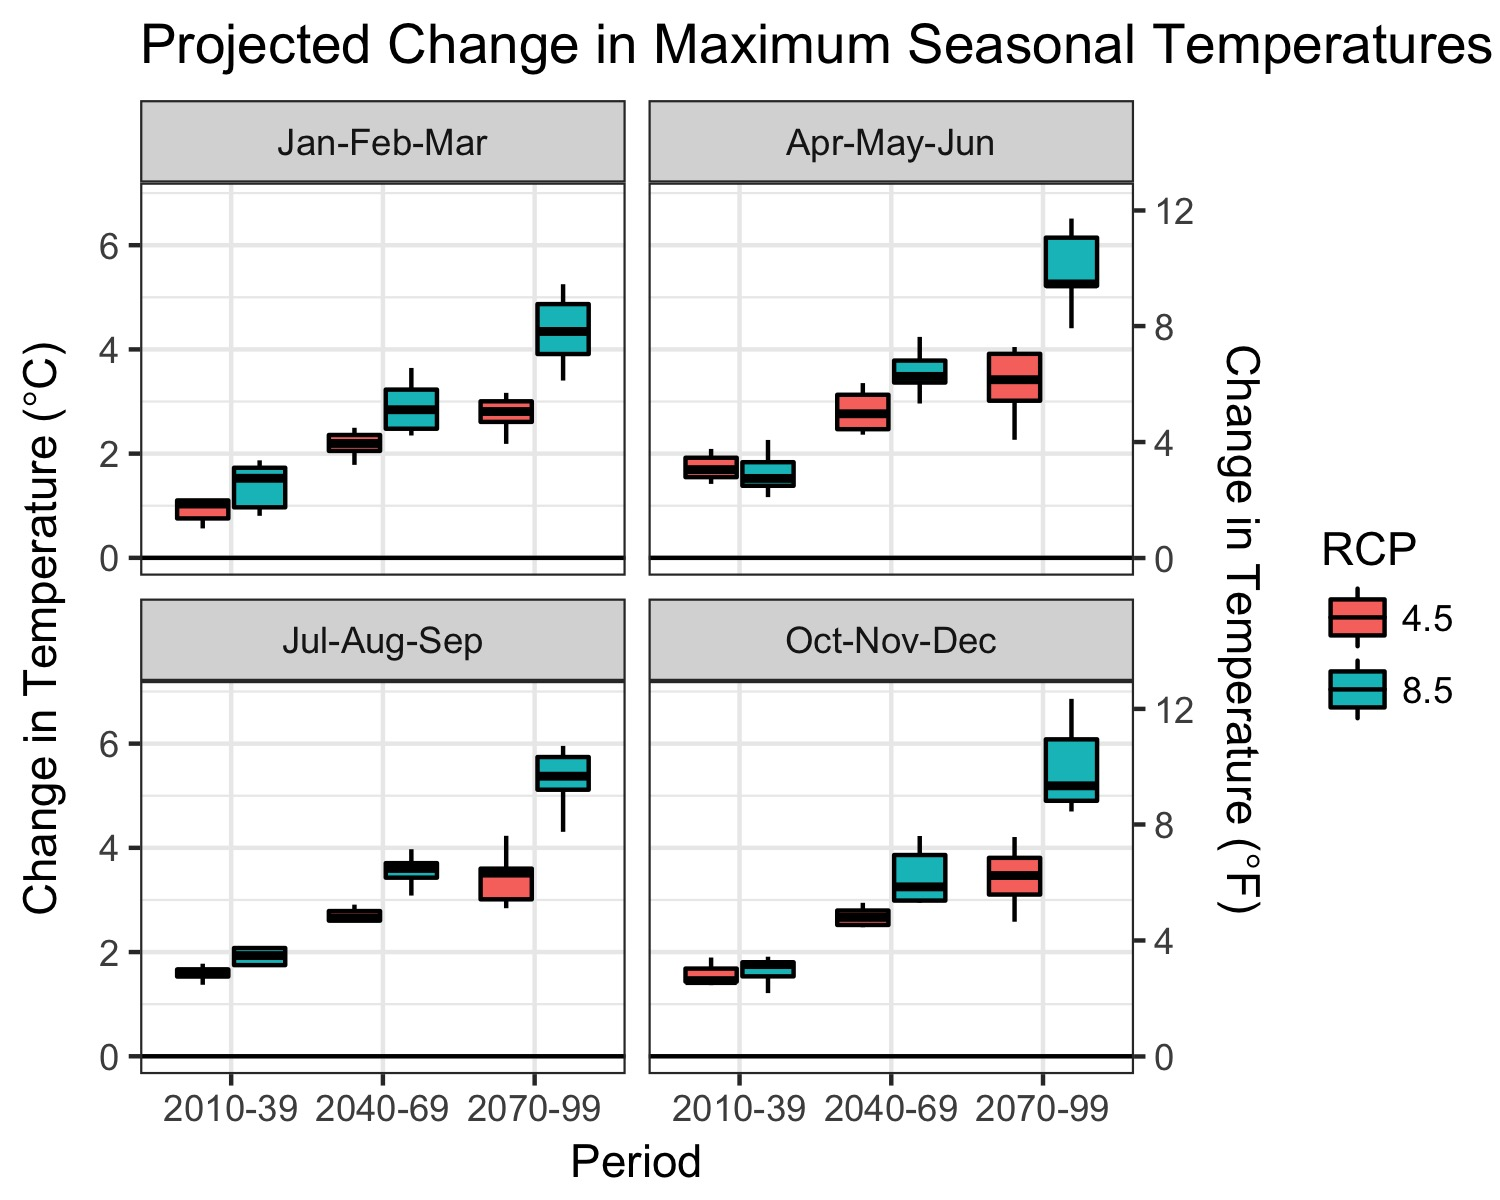 Projected Change in Maximum Seasonal Temperatures
Jan-Feb-Mar
Apr-May-Jun
6
4
2
0
12
8
4
0
Jul-Aug-Sep
Oct-Nov-Dec
6
4
2
0
12
8
4
0
2010-39 2040-69 2070-99
2010-39 2040-69 2070-99
Period
Change in Temperature (°C)
Change in Temperature (°F)
RCP
4.5
8.5